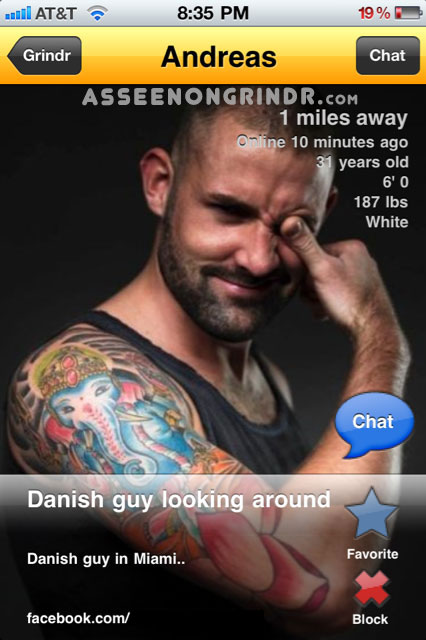 AT&T 8:35 PM 19%
Grindr Andreas Chat
ASSEENONGRINDR.COM
1 miles away
Online 10 minutes ago
31 years old
6' 0
187 lbs
White
Chat
Danish guy looking around
Favorite
Danish guy in Miami..
facebook.com/
Block